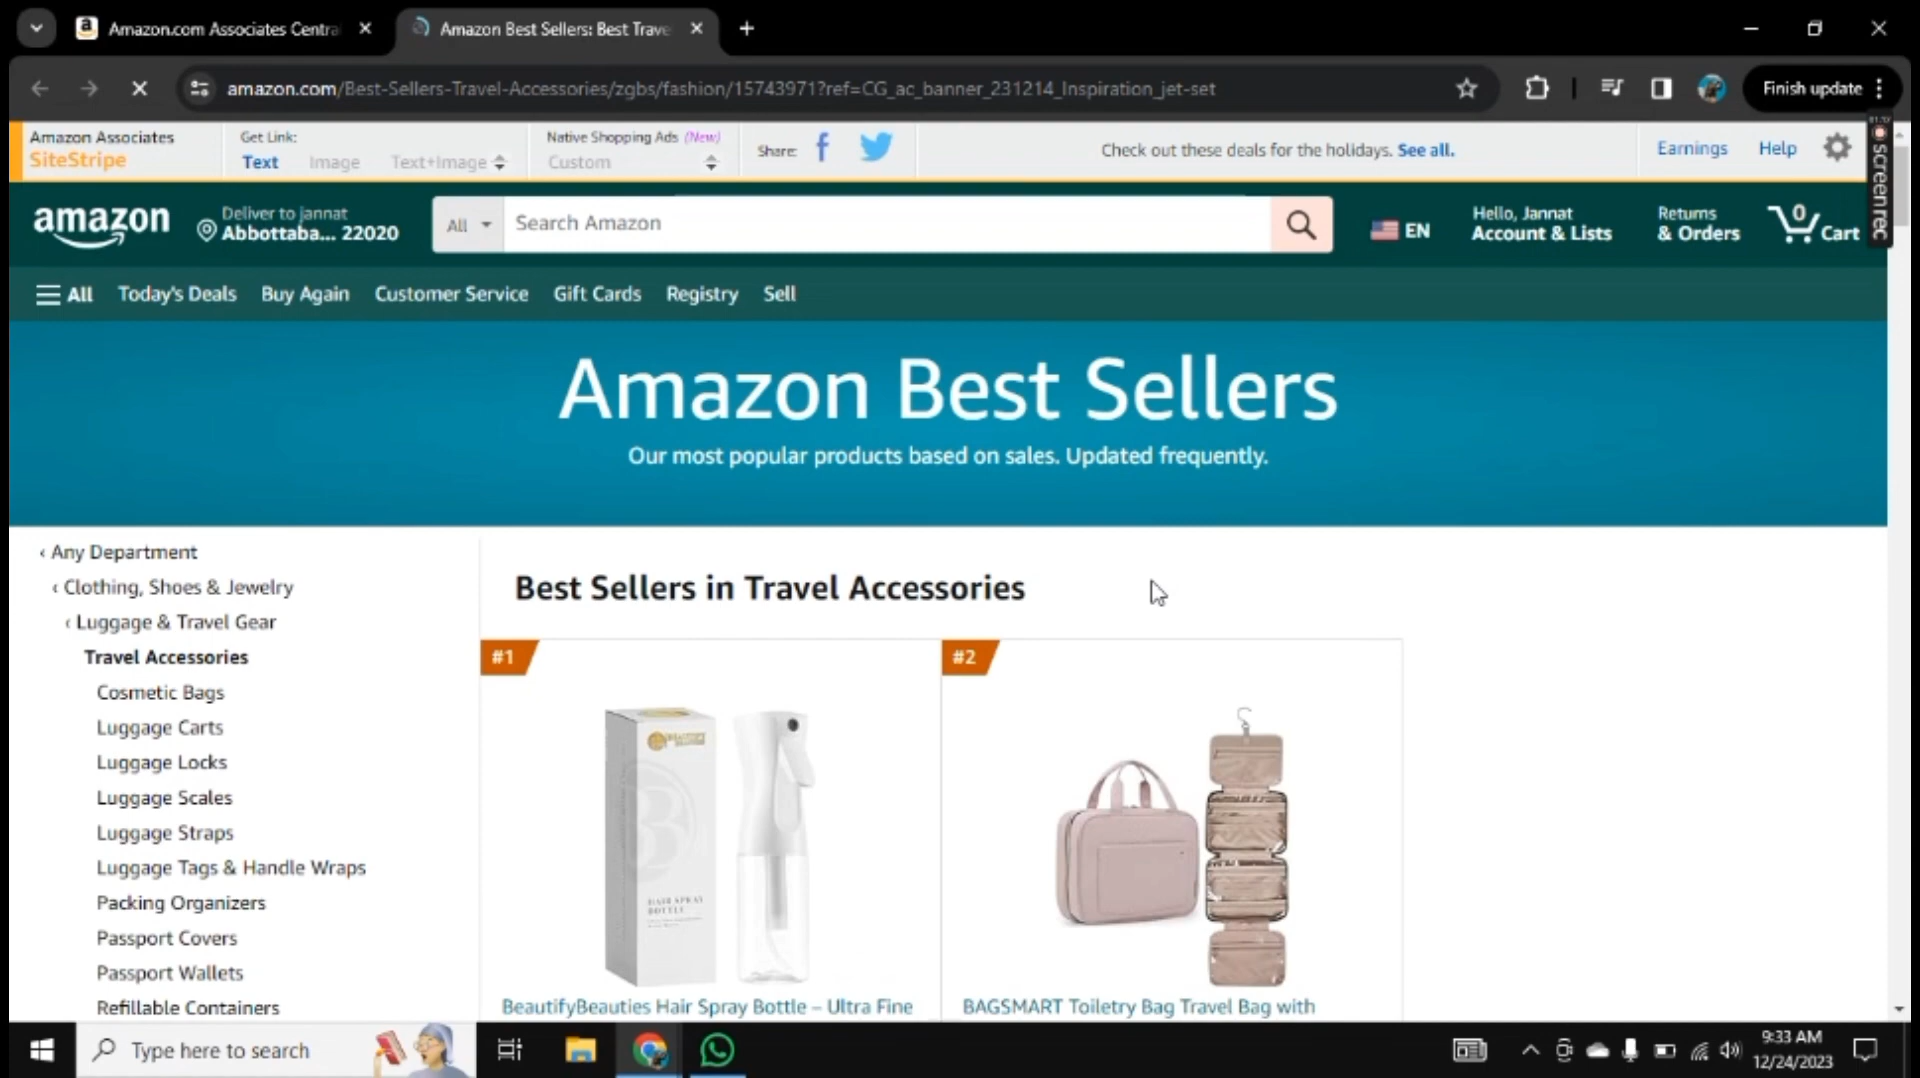 Amazon.com Associates Centra
Amazon Best Sellers: Best Trave
amazon.com/Best-Sellers-Travel-Accessories/zgbs/fashion/15743971?ref=CG_ac_banner_231214_Inspiration_jet-set
Finish update
Amazon Associates
SiteStripe
Get Link:
Text Image Text+Image
Native Shopping Ads (New)
Custom
Share:
Check out these deals for the holidays. See all.
Earnings
Help
screenrec
amazon
Deliver to jannat
Abbottaba... 22020
All
Search Amazon
EN
Hello, Jannat
Account & Lists
Returns
& Orders
0
Cart
All
Today's Deals
Buy Again
Customer Service
Gift Cards
Registry
Sell
Amazon Best Sellers
Our most popular products based on sales. Updated frequently.
‹ Any Department
‹ Clothing, Shoes & Jewelry
‹ Luggage & Travel Gear
Travel Accessories
Cosmetic Bags
Luggage Carts
Luggage Locks
Luggage Scales
Luggage Straps
Luggage Tags & Handle Wraps
Packing Organizers
Passport Covers
Passport Wallets
Refillable Containers
Best Sellers in Travel Accessories
#1
HAIR SPRAY
BOTTLE
BeautifyBeauties Hair Spray Bottle – Ultra Fine
#2
BAGSMART Toiletry Bag Travel Bag with
Type here to search
9:33 AM
12/24/2023